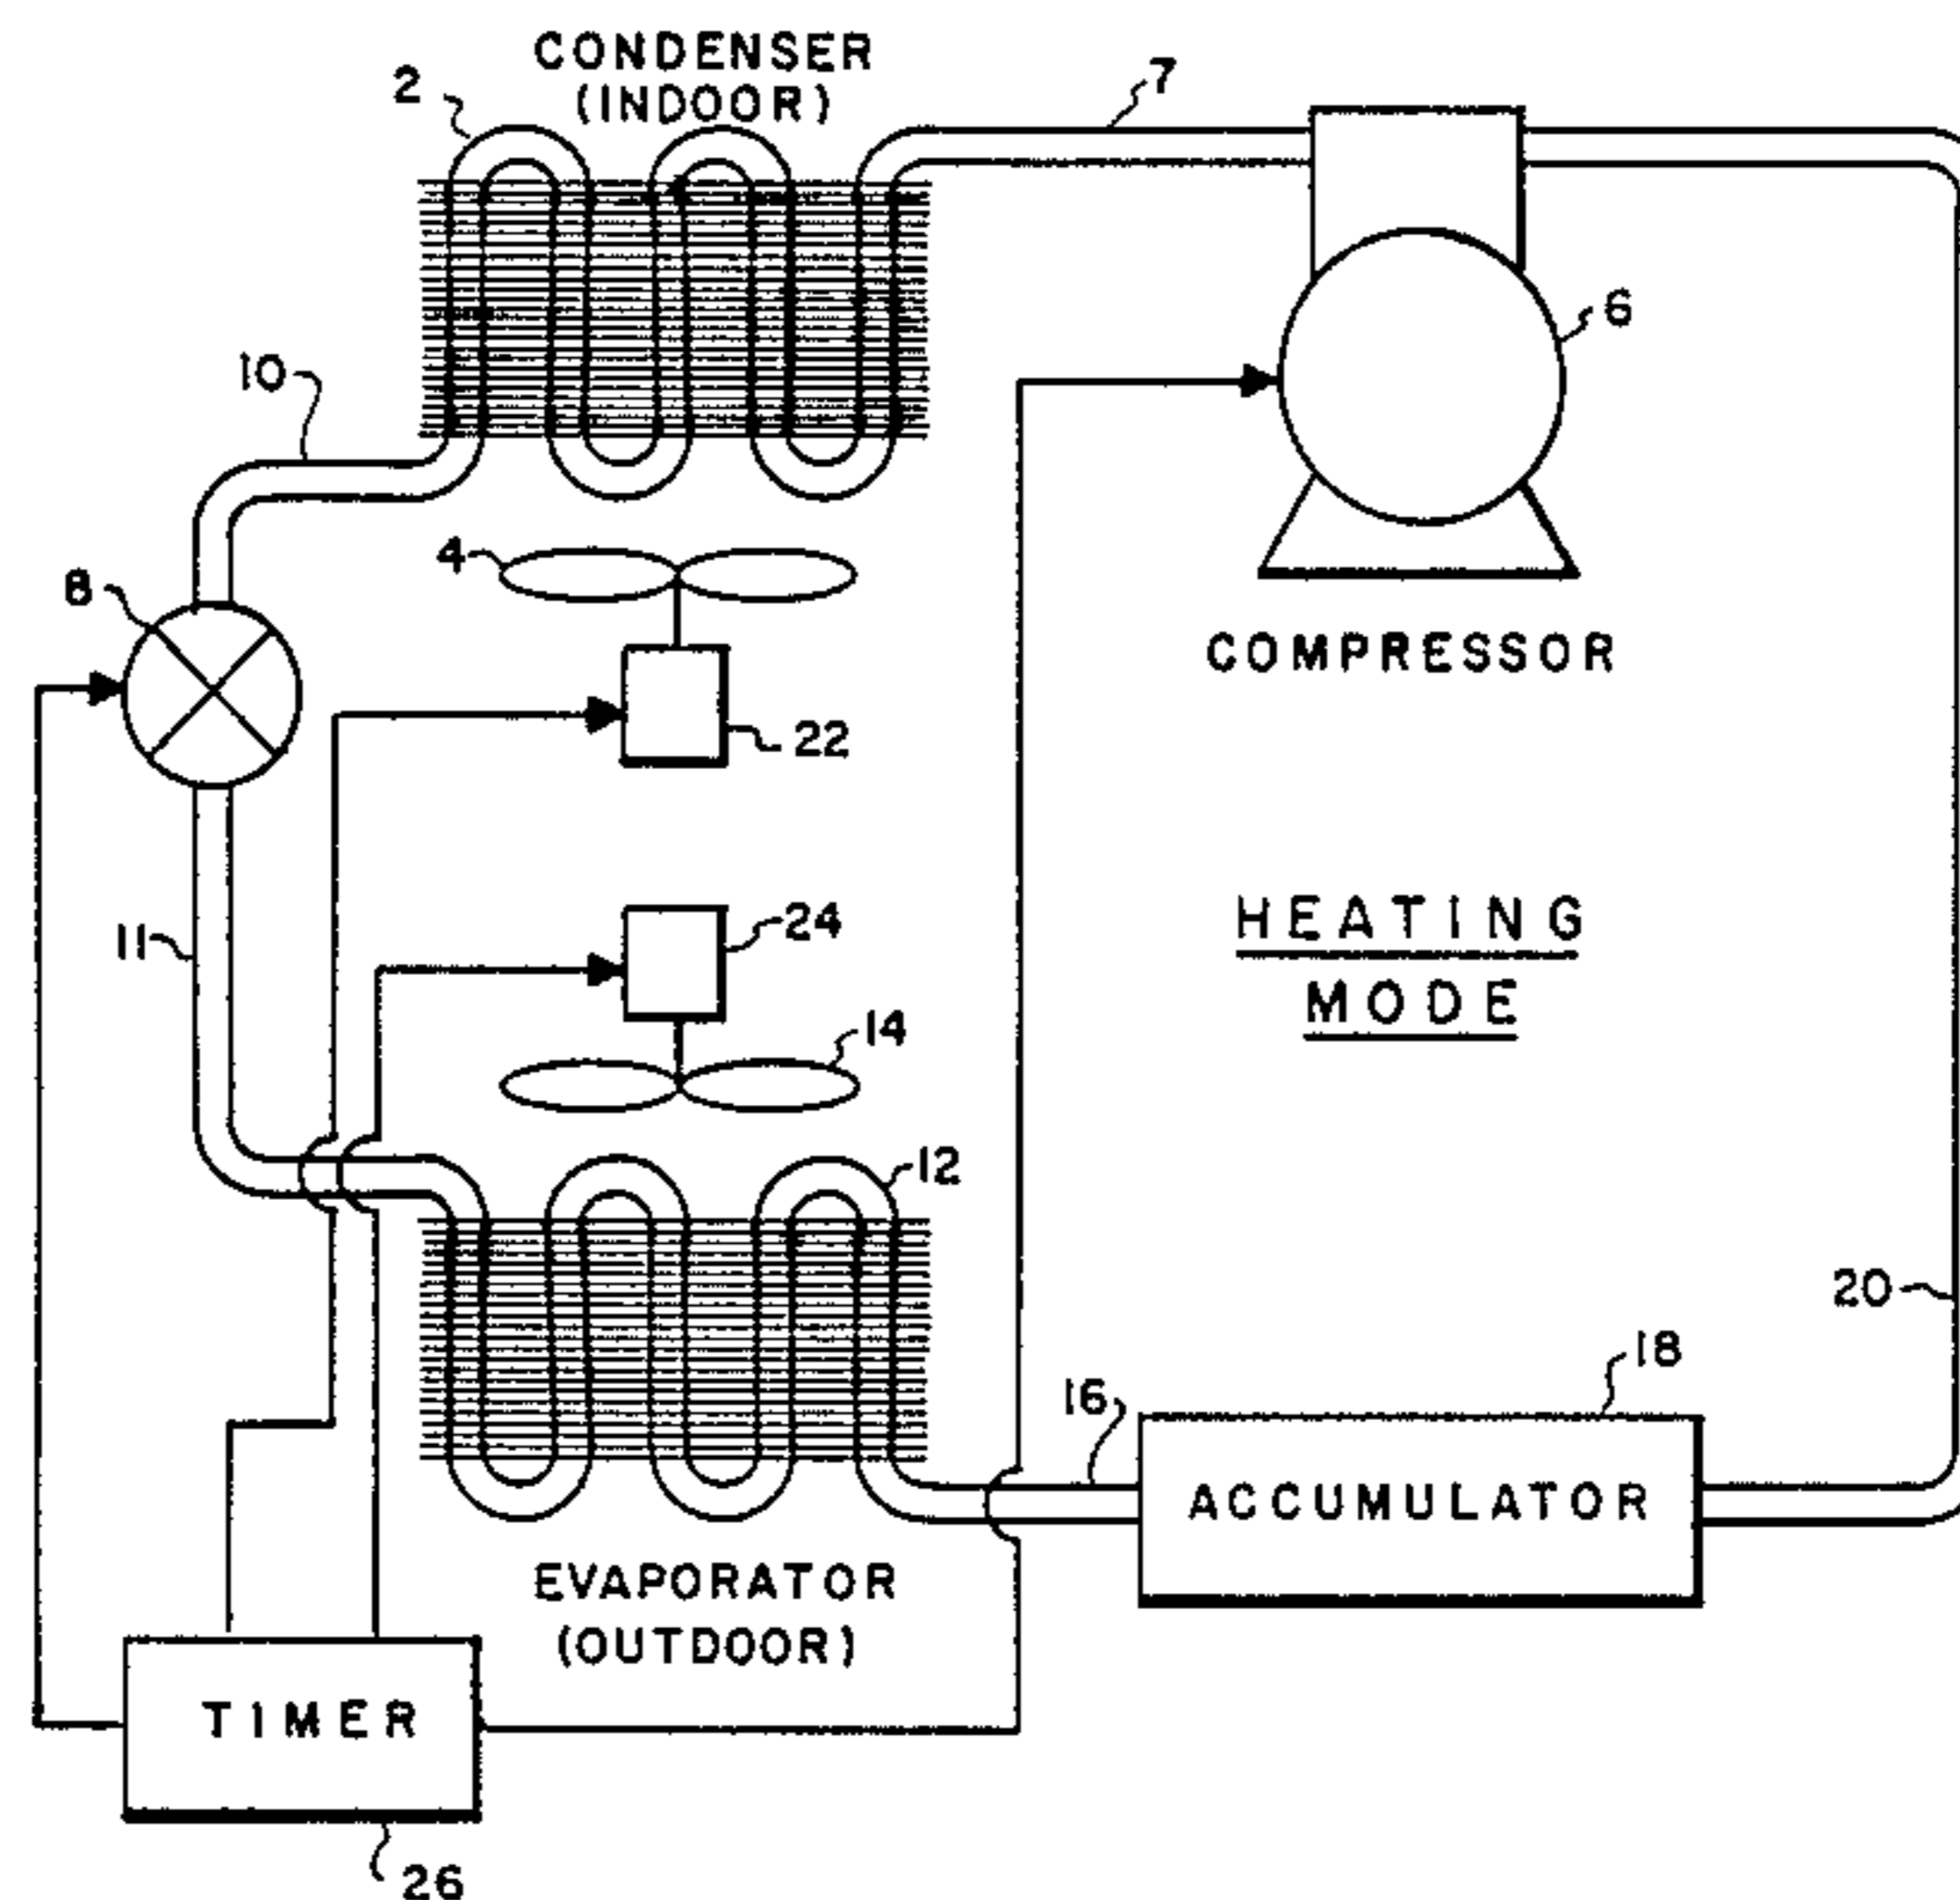 CONDENSER
(INDOOR)
2
7
6
10
4
8
COMPRESSOR
22
HEATING
MODE
24
11
14
12
20
18
16
ACCUMULATOR
EVAPORATOR
(OUTDOOR)
TIMER
26